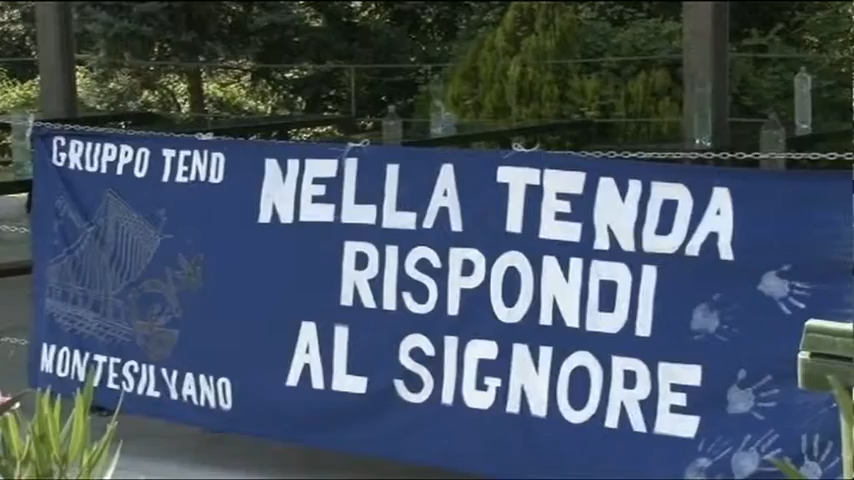 GRUPPO TEND
NELLA TENDA
RISPONDI
AL SIGNORE
MONTESILVANO